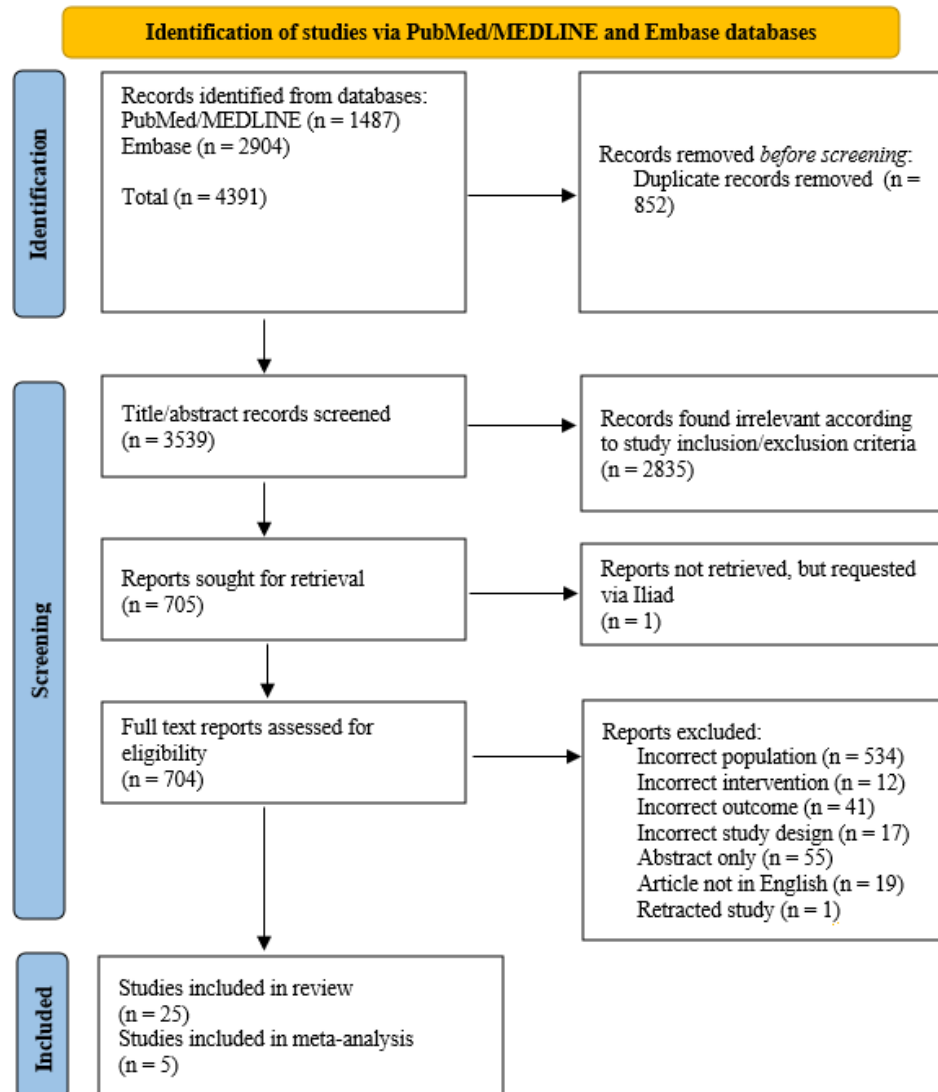 Identification of studies via PubMed/MEDLINE and Embase databases
Identification
Records identified from databases:
PubMed/MEDLINE (n = 1487)
Embase (n = 2904)
Total (n = 4391)
Records removed before screening:
Duplicate records removed (n =
852)
Screening
Title/abstract records screened
(n = 3539)
Records found irrelevant according
to study inclusion/exclusion criteria
(n = 2835)
Reports sought for retrieval
(n = 705)
Reports not retrieved, but requested
via Iliad
(n = 1)
Full text reports assessed for
eligibility
(n = 704)
Reports excluded:
Incorrect population (n = 534)
Incorrect intervention (n = 12)
Incorrect outcome (n = 41)
Incorrect study design (n = 17)
Abstract only (n = 55)
Article not in English (n = 19)
Retracted study (n = 1)
Included
Studies included in review
(n = 25)
Studies included in meta-analysis
(n = 5)